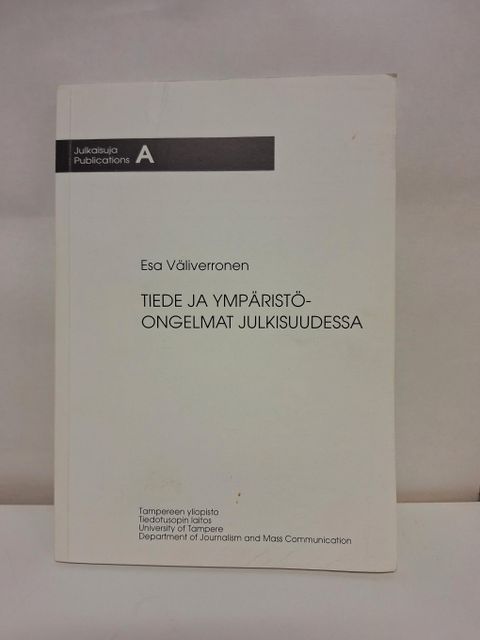 Julkaisuja
Publications A
Esa Väliverronen
TIEDE JA YMPÄRISTÖ-
ONGELMAT JULKISUUDESSA
Tampereen yliopisto
Tiedotusopin laitos
University of Tampere
Department of Journalism and Mass Communication